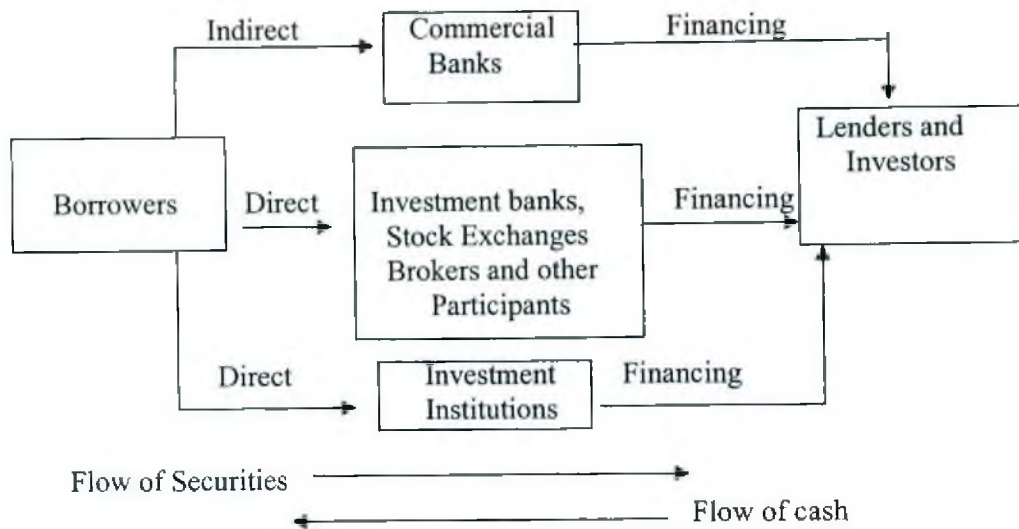 Indirect
Commercial
Banks
Financing
Lenders and
Investors
Borrowers
Direct
Investment banks,
Stock Exchanges
Brokers and other
Participants
Financing
Direct
Investment
Institutions
Financing
Flow of Securities
Flow of cash